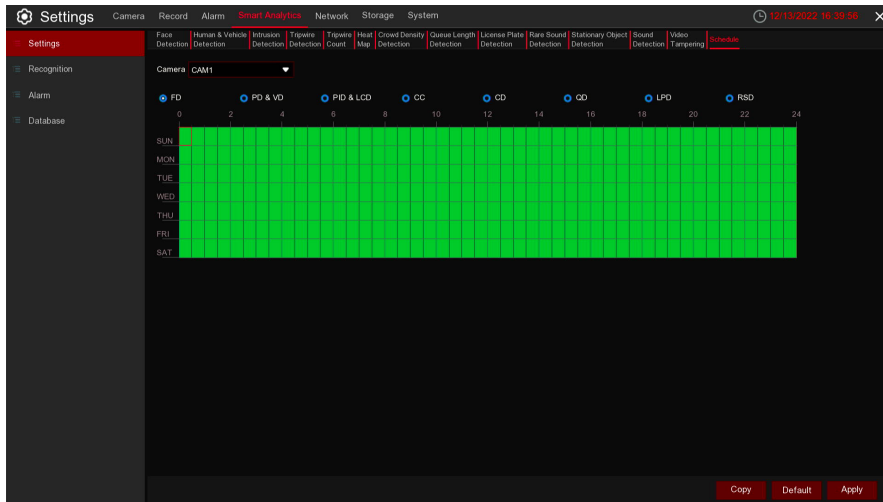 Settings Camera Record Alarm Smart Analytics Network Storage System 12/13/2022 16:39:56 X
Settings
Recognition
Alarm
Database
Face Detection
Human & Vehicle Detection
Intrusion Detection
Tripwire Detection
Tripwire Count
Heat Map
Crowd Density Detection
Queue Length Detection
License Plate Detection
Rare Sound Detection
Stationary Object Detection
Sound Detection
Video Tampering
Schedule
Camera CAM1
FD PD & VD PID & LCD CC CD QD LPD RSD
0 2 4 6 8 10 12 14 16 18 20 22 24
SUN
MON
TUE
WED
THU
FRI
SAT
Copy Default Apply